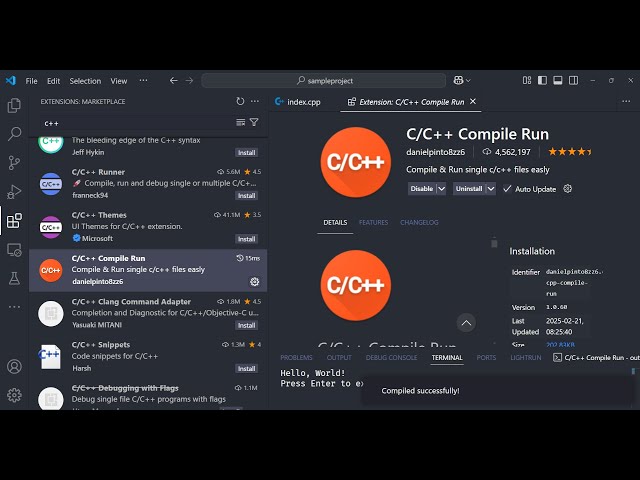 File Edit Selection View ···
sampleproject
EXTENSIONS: MARKETPLACE
c++
The bleeding edge of the C++ syntax
Jeff Hykin
Install
C/C++ Runner 5.6M 4.5
🚀 Compile, run and debug single or multiple C/C+...
franneck94
Install
C/C++ Themes 41.1M 3.5
UI Themes for C/C++ extension.
Microsoft
Install
C/C++ Compile Run 15ms
Compile & Run single c/c++ files easily
danielpinto8zz6
C/C++ Clang Command Adapter 1.8M 4.5
Completion and Diagnostic for C/C++/Objective-C u...
Yasuaki MITANI
Install
C/C++ Snippets 1.3M 4
Code snippets for C/C++
Harsh
Install
C/C++ Debugging with Flags 1.1M
Debug single file C/C++ programs with flags
Install
index.cpp
Extension: C/C++ Compile Run
C/C++
C/C++ Compile Run
danielpinto8zz6 4,562,197
Compile & Run single c/c++ files easily
Disable Uninstall Auto Update
DETAILS FEATURES CHANGELOG
C/C++
C/C++ Compile Run
Installation
Identifier danielpinto8zz6.
cpp-compile-
run
Version 1.0.60
Last 2025-02-21,
Updated 08:25:40
Size 202.83KB
PROBLEMS OUTPUT DEBUG CONSOLE TERMINAL PORTS LIGHTRUN C/C++ Compile Run - out
Hello, World!
Press Enter to ex
Compiled successfully!